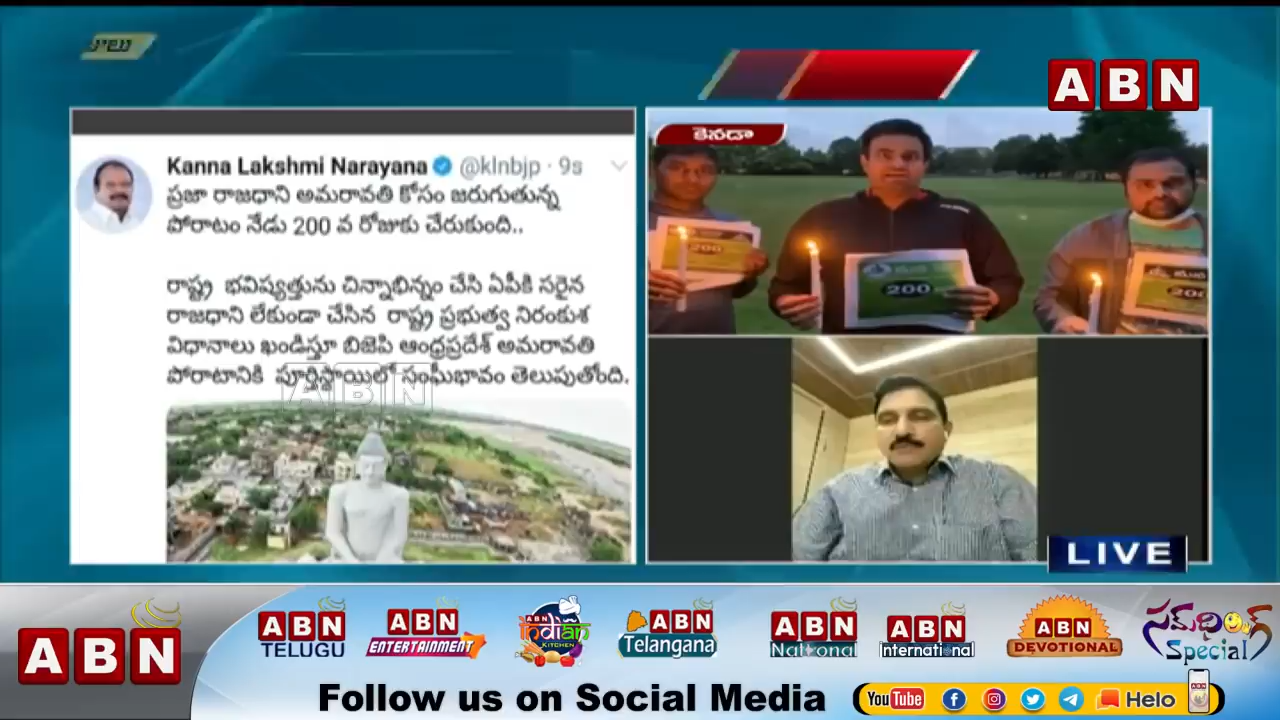 ABN
Kanna Lakshmi Narayana @klnbjp · 9s
ప్రజా రాజధాని అమరావతి కోసం జరుగుతున్న
పోరాటం నేడు 200 వ రోజుకు చేరుకుంది..
రాష్ట్ర భవిష్యత్తును చిన్నాభిన్నం చేసి ఏపీకి సరైన
రాజధాని లేకుండా చేసిన రాష్ట్ర ప్రభుత్వ నిరంకుశ
విధానాలు ఖండిస్తూ బిజెపి ఆంధ్రప్రదేశ్ అమరావతి
పోరాటానికి పూర్తిస్థాయిలో సంఘీభావం తెలుపుతోంది.
ABN
కెనడా
200
200
LIVE
ABN
ABN TELUGU
ABN ENTERTAINMENT
ABN Indian KITCHEN
ABN Telangana
ABN National
ABN International
ABN DEVOTIONAL
Special
Follow us on Social Media
YouTube
Helo